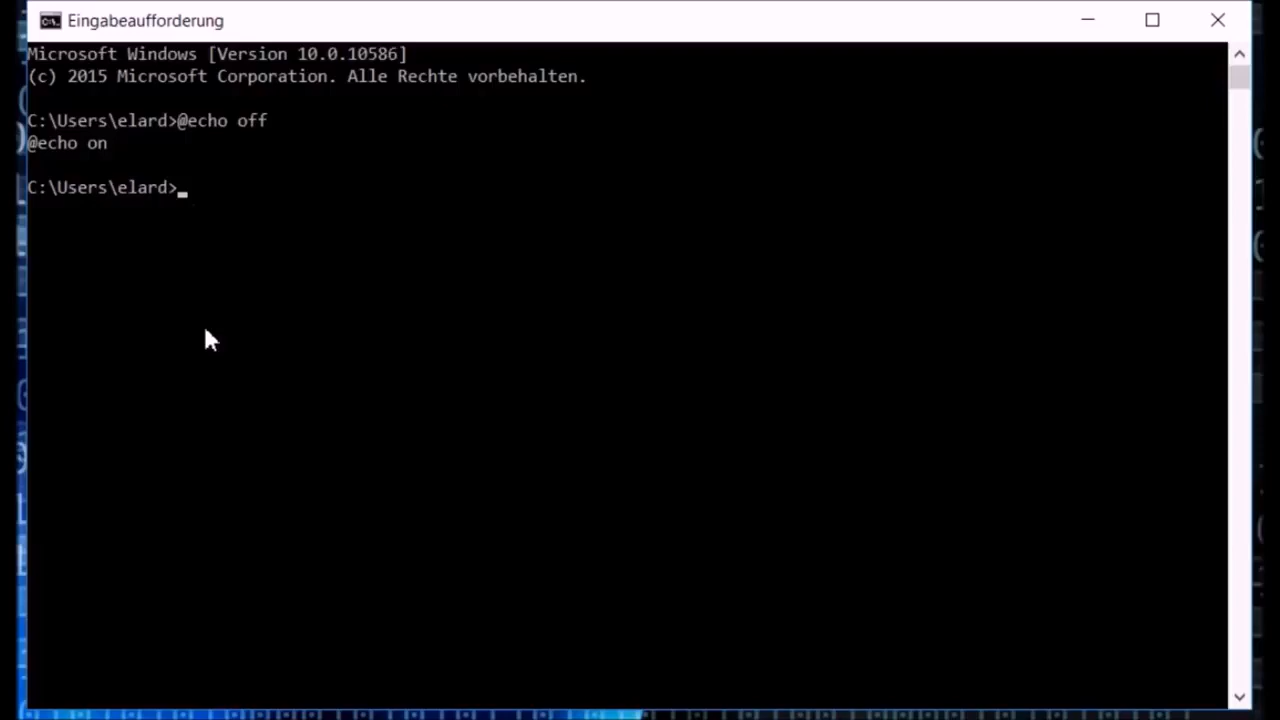 Eingabeaufforderung
Microsoft Windows [Version 10.0.10586]
(c) 2015 Microsoft Corporation. Alle Rechte vorbehalten.
C:\Users\elard>@echo off
@echo on
C:\Users\elard>